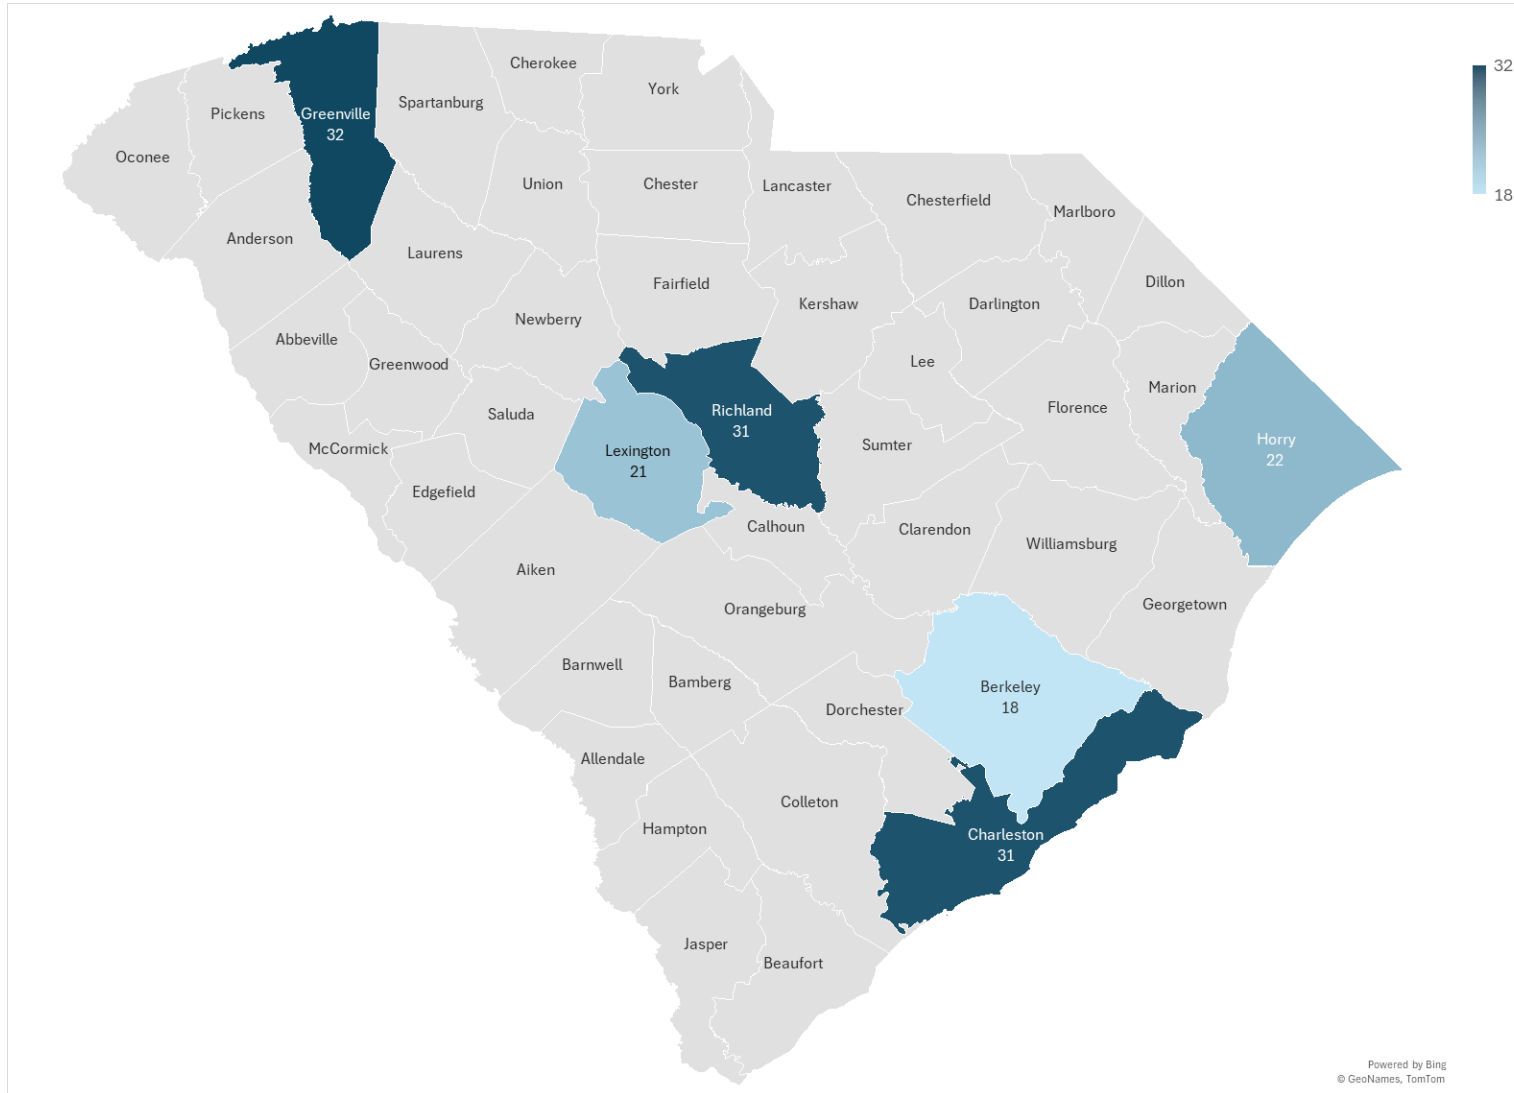 Cherokee
York
32
Spartanburg
Pickens
Greenville
32
Oconee
Union
Chester
Lancaster
Chesterfield
Marlboro
18
Anderson
Laurens
Fairfield
Kershaw
Darlington
Dillon
Newberry
Abbeville
Greenwood
Lee
Marion
Saluda
Richland
31
Florence
McCormick
Lexington
21
Sumter
Horry
22
Edgefield
Calhoun
Clarendon
Williamsburg
Aiken
Orangeburg
Georgetown
Barnwell
Bamberg
Berkeley
18
Dorchester
Allendale
Colleton
Hampton
Charleston
31
Jasper
Beaufort
Powered by Bing
© GeoNames, TomTom